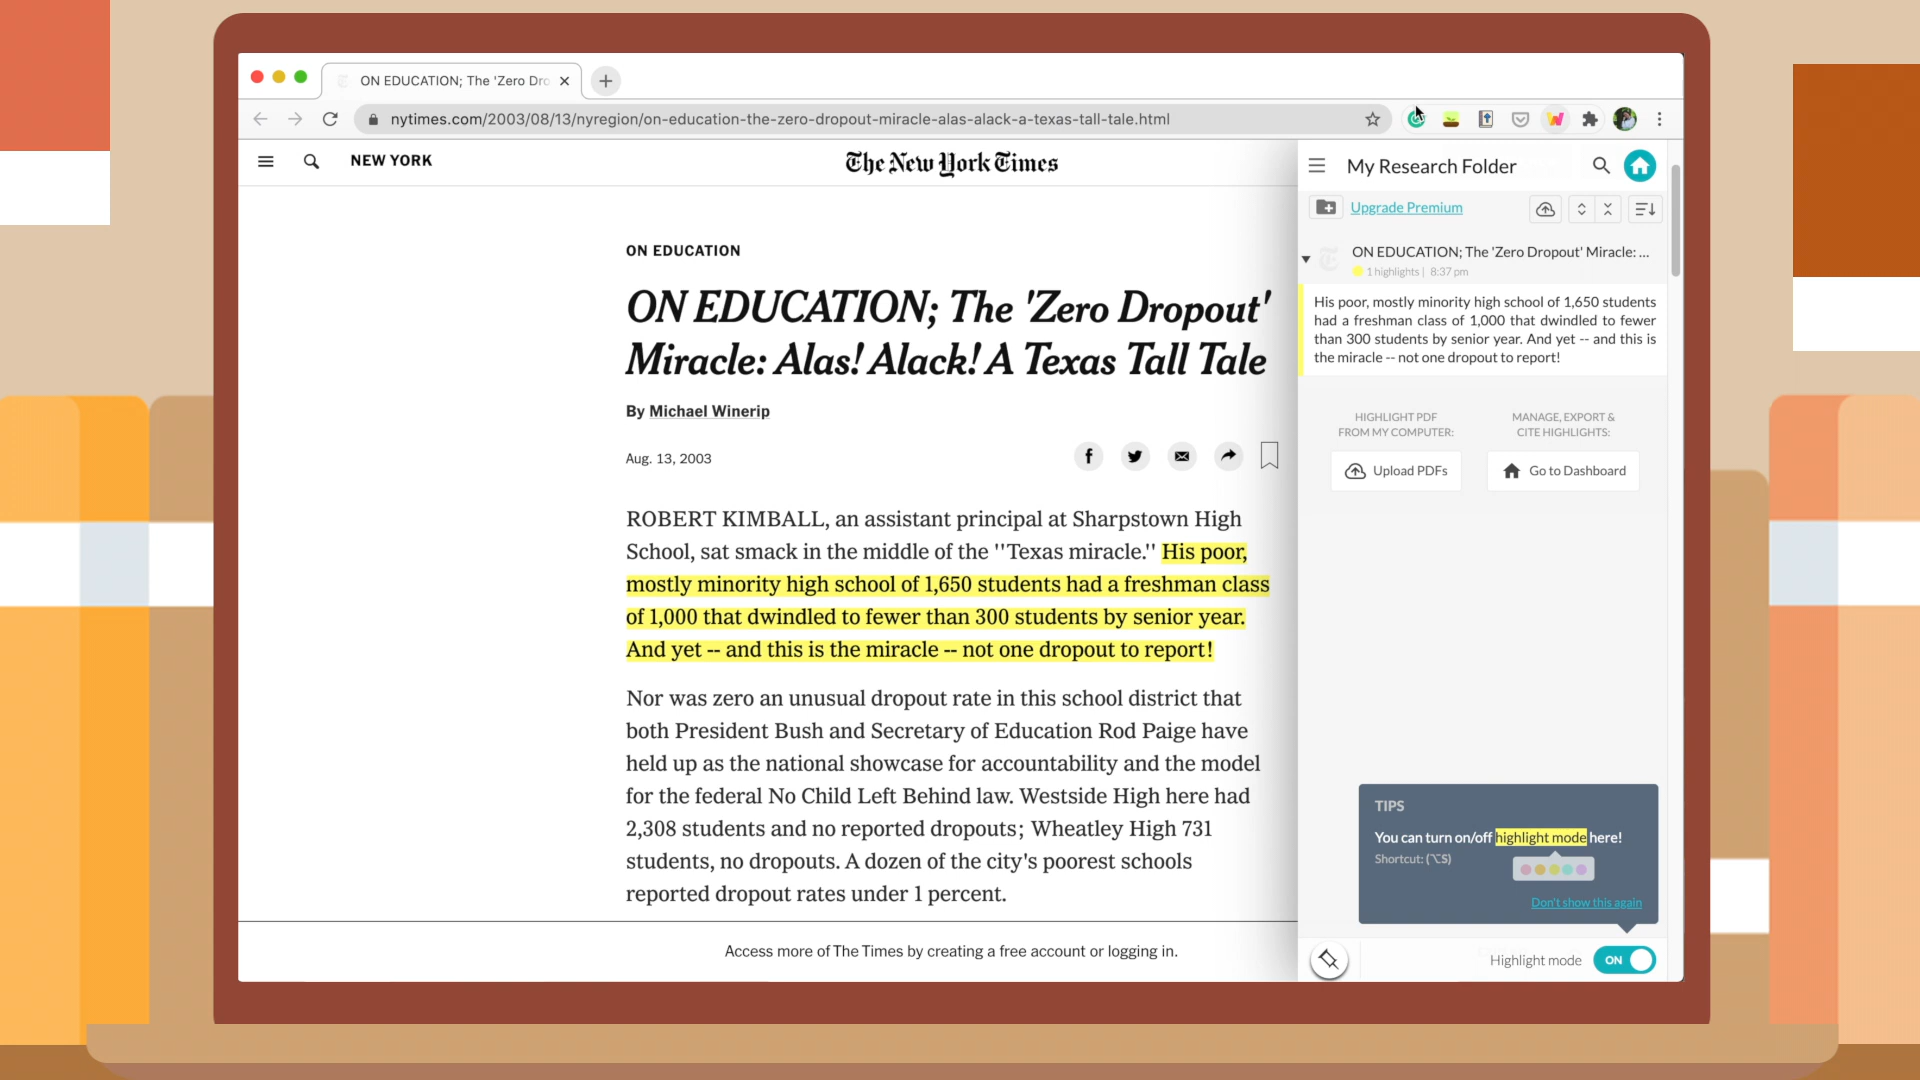 ON EDUCATION; The 'Zero Dro
nytimes.com/2003/08/13/nyregion/on-education-the-zero-dropout-miracle-alas-alack-a-texas-tall-tale.html
NEW YORK
The New York Times
ON EDUCATION
ON EDUCATION; The 'Zero Dropout'
Miracle: Alas! Alack! A Texas Tall Tale
By Michael Winerip
Aug. 13, 2003
ROBERT KIMBALL, an assistant principal at Sharpstown High
School, sat smack in the middle of the ''Texas miracle.'' His poor,
mostly minority high school of 1,650 students had a freshman class
of 1,000 that dwindled to fewer than 300 students by senior year.
And yet -- and this is the miracle -- not one dropout to report!
Nor was zero an unusual dropout rate in this school district that
both President Bush and Secretary of Education Rod Paige have
held up as the national showcase for accountability and the model
for the federal No Child Left Behind law. Westside High here had
2,308 students and no reported dropouts; Wheatley High 731
students, no dropouts. A dozen of the city's poorest schools
reported dropout rates under 1 percent.
Access more of The Times by creating a free account or logging in.
My Research Folder
Upgrade Premium
ON EDUCATION; The 'Zero Dropout' Miracle: ...
1 highlights | 8:37 pm
His poor, mostly minority high school of 1,650 students
had a freshman class of 1,000 that dwindled to fewer
than 300 students by senior year. And yet -- and this is
the miracle -- not one dropout to report!
HIGHLIGHT PDF
FROM MY COMPUTER:
Upload PDFs
MANAGE, EXPORT &
CITE HIGHLIGHTS:
Go to Dashboard
TIPS
You can turn on/off highlight mode here!
Shortcut: (⌥S)
Don't show this again
Highlight mode ON